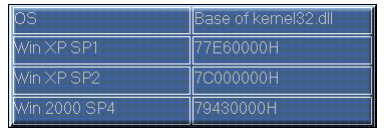 OS Base of kernel32.dll
Win XP SP1 77E60000H
Win XP SP2 7C000000H
Win 2000 SP4 79430000H